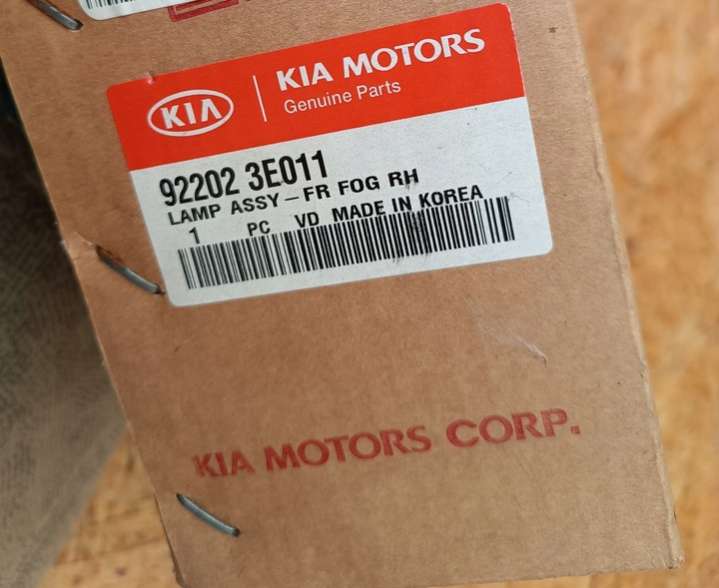 KIA
KIA MOTORS
Genuine Parts
92202 3E011
LAMP ASSY-FR FOG RH
1 PC VD MADE IN KOREA
KIA MOTORS CORP.